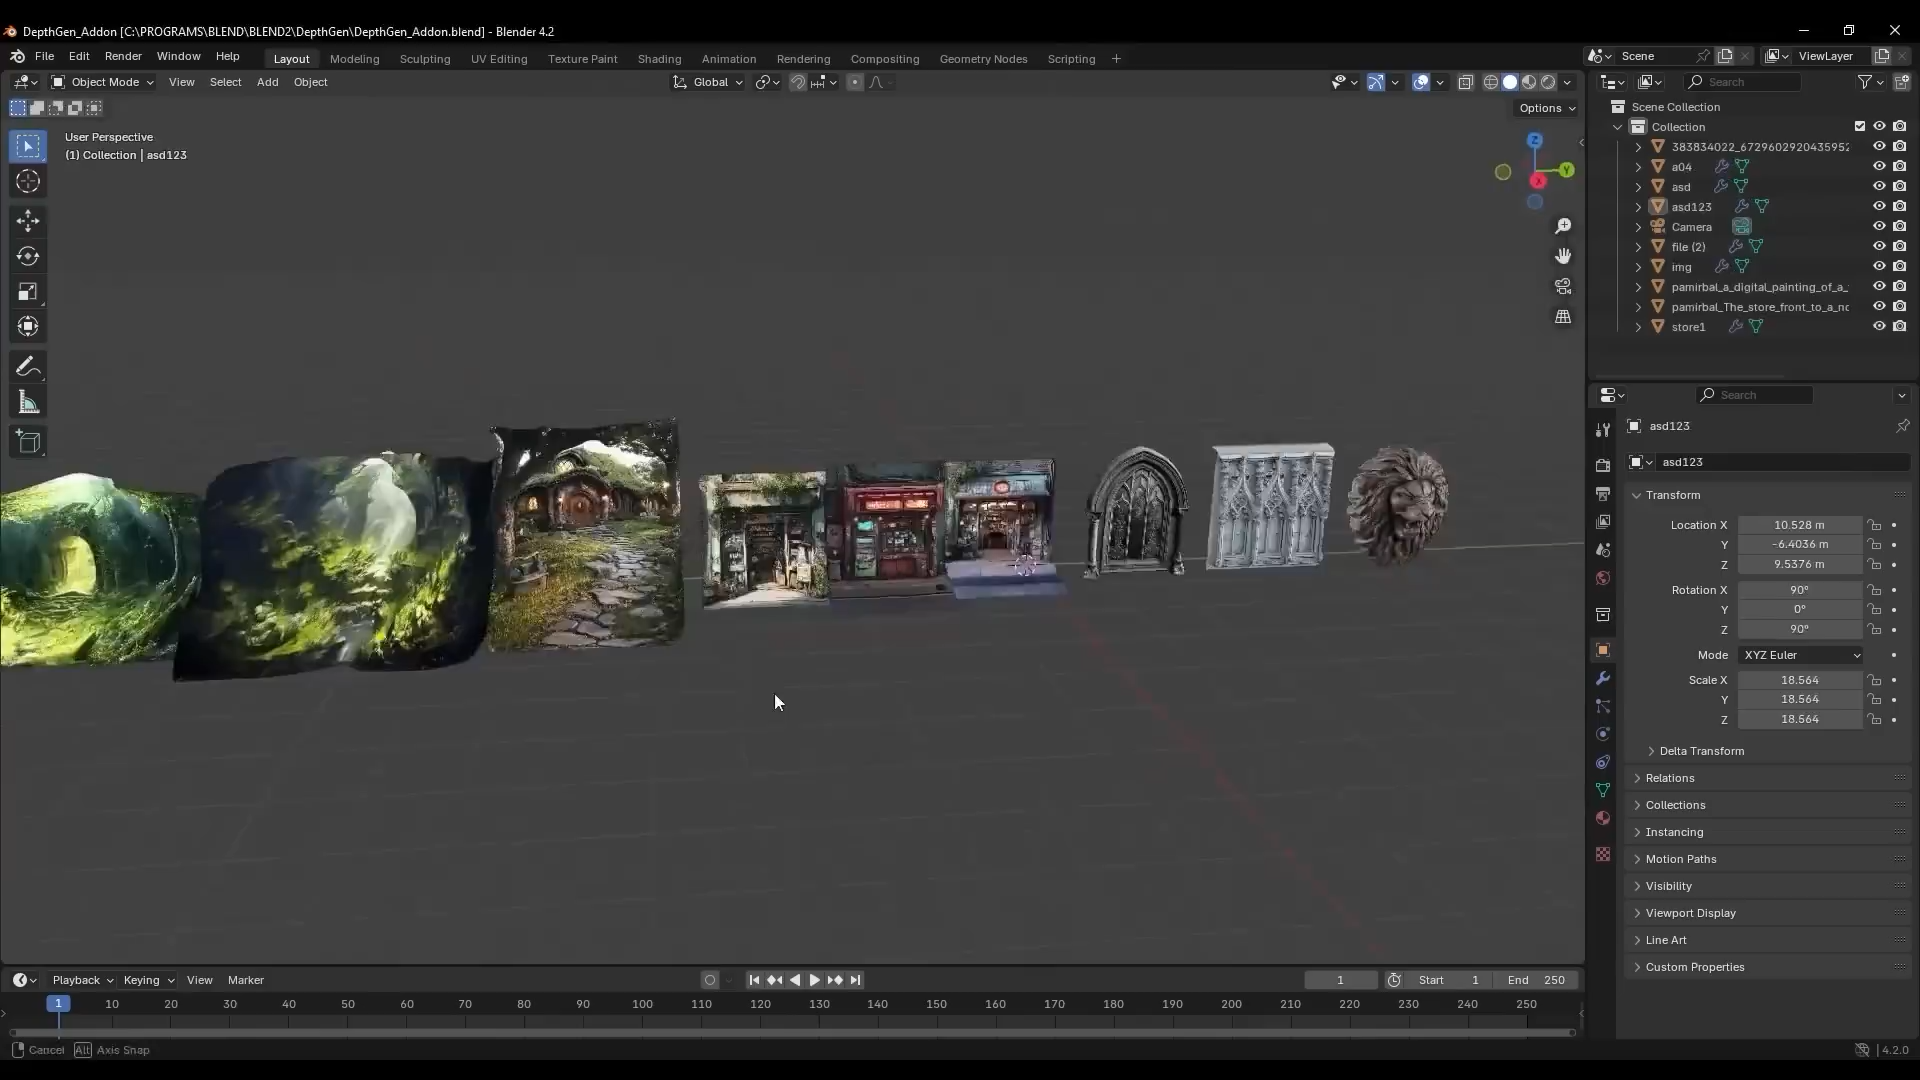 DepthGen_Addon [C:\PROGRAMS\BLEND\BLEND2\DepthGen\DepthGen_Addon.blend] - Blender 4.2
File Edit Render Window Help Layout Modeling Sculpting UV Editing Texture Paint Shading Animation Rendering Compositing Geometry Nodes Scripting + Scene ViewLayer
Object Mode View Select Add Object Global Search
Options
User Perspective
(1) Collection | asd123
Z
Y
X
Scene Collection
Collection
383834022_6729602920435952
a04
asd
asd123
Camera
file (2)
img
pamirbal_a_digital_painting_of_a_
pamirbal_The_store_front_to_a_no
store1
Search
asd123
asd123
Transform
Location X 10.528 m
Y -6.4036 m
Z 9.5376 m
Rotation X 90°
Y 0°
Z 90°
Mode XYZ Euler
Scale X 18.564
Y 18.564
Z 18.564
Delta Transform
Relations
Collections
Instancing
Motion Paths
Visibility
Viewport Display
Line Art
Custom Properties
Playback Keying View Marker 1 Start 1 End 250
1 10 20 30 40 50 60 70 80 90 100 110 120 130 140 150 160 170 180 190 200 210 220 230 240 250
Cancel Alt Axis Snap 4.2.0